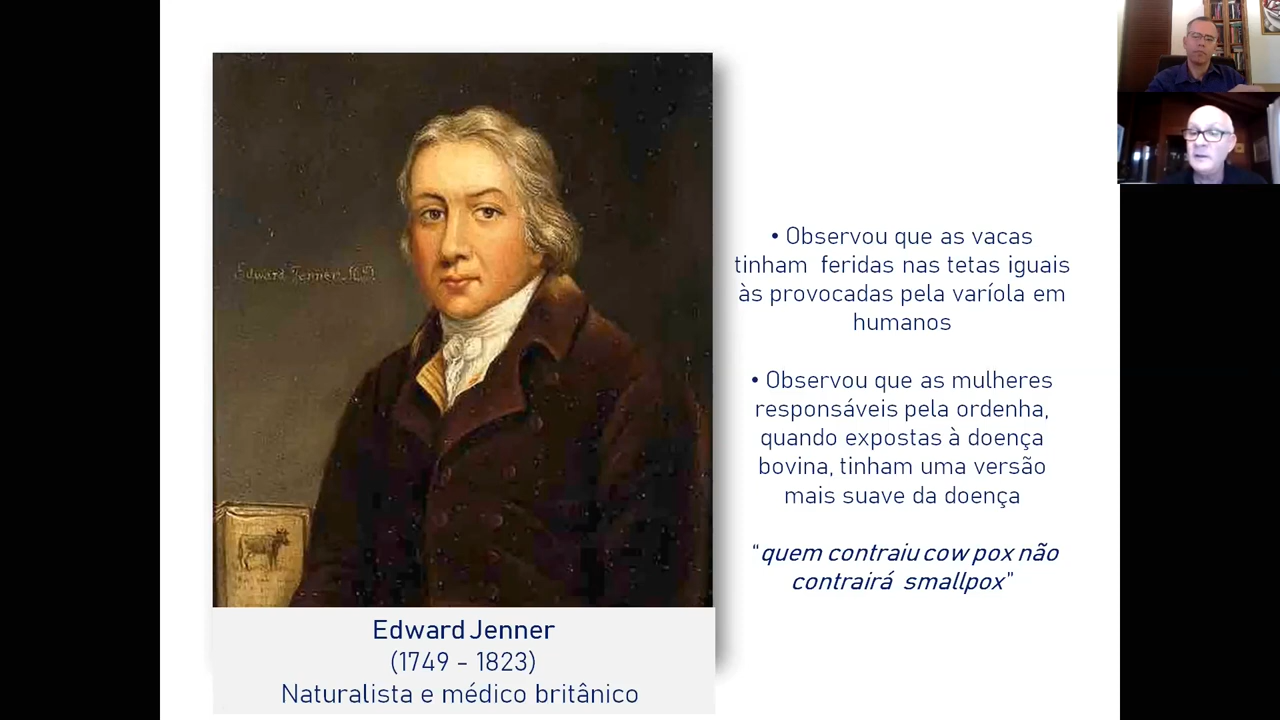 Edward Jenner
• Observou que as vacas
tinham feridas nas tetas iguais
às provocadas pela varíola em
humanos
• Observou que as mulheres
responsáveis pela ordenha,
quando expostas à doença
bovina, tinham uma versão
mais suave da doença
“quem contraiu cow pox não
contrairá smallpox”
Edward Jenner
(1749 - 1823)
Naturalista e médico britânico